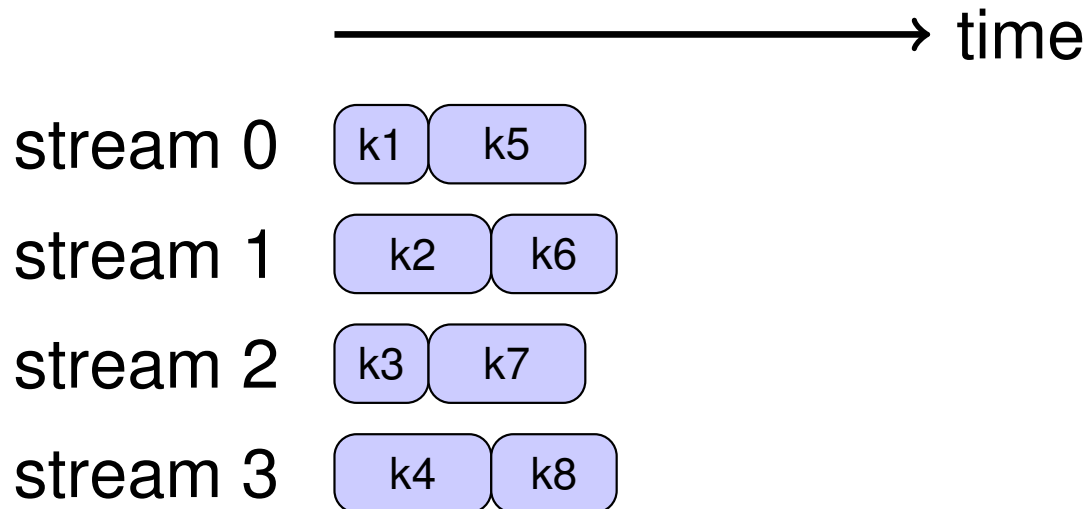 time
stream 0 k1 k5
stream 1 k2 k6
stream 2 k3 k7
stream 3 k4 k8